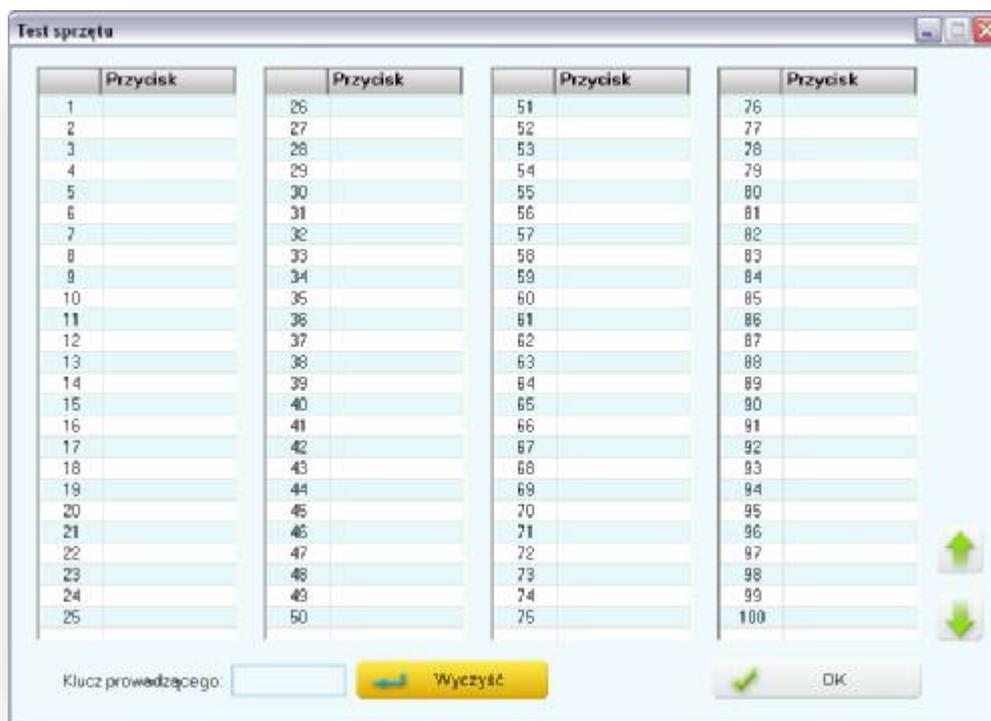 Test sprzętu
Przycisk Przycisk Przycisk Przycisk
1 26 51 76
2 27 52 77
3 28 53 78
4 29 54 79
5 30 55 80
6 31 56 81
7 32 57 82
8 33 58 83
9 34 59 84
10 35 60 85
11 36 61 86
12 37 62 87
13 38 63 88
14 39 64 89
15 40 65 90
16 41 66 91
17 42 67 92
18 43 68 93
19 44 69 94
20 45 70 95
21 46 71 96
22 47 72 97
23 48 73 98
24 49 74 99
25 50 75 100
Klucz prowadzącego: Wyczyść OK